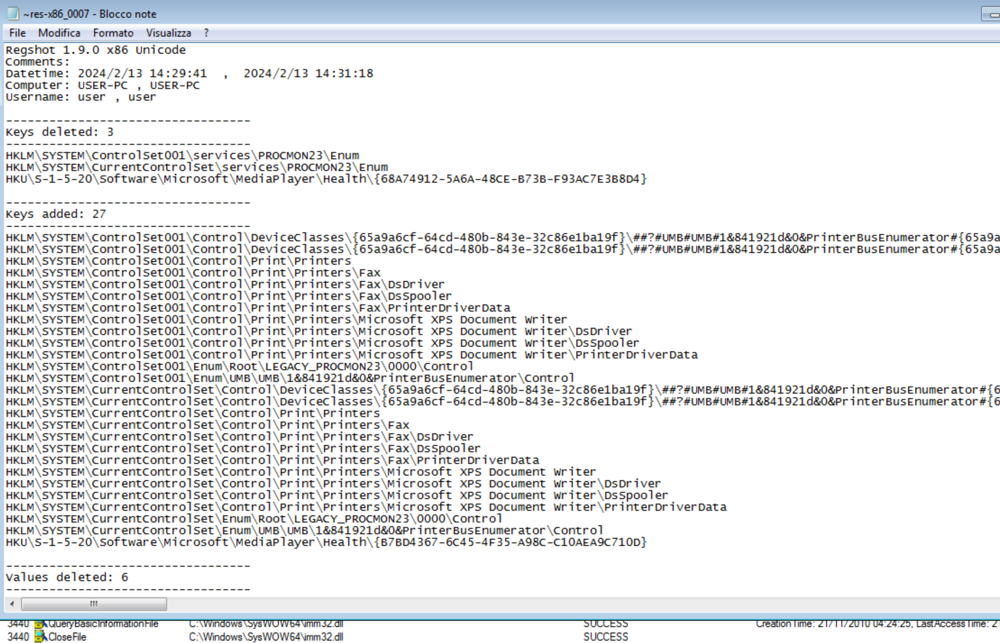 ~res-x86_0007 - Blocco note
File Modifica Formato Visualizza ?
Regshot 1.9.0 x86 Unicode
Comments:
Datetime: 2024/2/13 14:29:41 , 2024/2/13 14:31:18
Computer: USER-PC , USER-PC
Username: user , user
----------------------------------
Keys deleted: 3
----------------------------------
HKLM\SYSTEM\ControlSet001\services\PROCMON23\Enum
HKLM\SYSTEM\CurrentControlSet\services\PROCMON23\Enum
HKU\S-1-5-20\Software\Microsoft\MediaPlayer\Health\{68A74912-5A6A-48CE-B73B-F93AC7E3B8D4}
----------------------------------
Keys added: 27
----------------------------------
HKLM\SYSTEM\ControlSet001\Control\DeviceClasses\{65a9a6cf-64cd-480b-843e-32c86e1ba19f}\##?#UMB#UMB#1&841921d&0&PrinterBusEnumerator#{65a9a
HKLM\SYSTEM\ControlSet001\Control\DeviceClasses\{65a9a6cf-64cd-480b-843e-32c86e1ba19f}\##?#UMB#UMB#1&841921d&0&PrinterBusEnumerator#{65a9a
HKLM\SYSTEM\ControlSet001\Control\Print\Printers
HKLM\SYSTEM\ControlSet001\Control\Print\Printers\Fax
HKLM\SYSTEM\ControlSet001\Control\Print\Printers\Fax\DsDriver
HKLM\SYSTEM\ControlSet001\Control\Print\Printers\Fax\DsSpooler
HKLM\SYSTEM\ControlSet001\Control\Print\Printers\Fax\PrinterDriverData
HKLM\SYSTEM\ControlSet001\Control\Print\Printers\Microsoft XPS Document Writer
HKLM\SYSTEM\ControlSet001\Control\Print\Printers\Microsoft XPS Document Writer\DsDriver
HKLM\SYSTEM\ControlSet001\Control\Print\Printers\Microsoft XPS Document Writer\DsSpooler
HKLM\SYSTEM\ControlSet001\Control\Print\Printers\Microsoft XPS Document Writer\PrinterDriverData
HKLM\SYSTEM\ControlSet001\Enum\Root\LEGACY_PROCMON23\0000\Control
HKLM\SYSTEM\ControlSet001\Enum\UMB\UMB\1&841921d&0&PrinterBusEnumerator\Control
HKLM\SYSTEM\CurrentControlSet\Control\DeviceClasses\{65a9a6cf-64cd-480b-843e-32c86e1ba19f}\##?#UMB#UMB#1&841921d&0&PrinterBusEnumerator#{6
HKLM\SYSTEM\CurrentControlSet\Control\DeviceClasses\{65a9a6cf-64cd-480b-843e-32c86e1ba19f}\##?#UMB#UMB#1&841921d&0&PrinterBusEnumerator#{6
HKLM\SYSTEM\CurrentControlSet\Control\Print\Printers
HKLM\SYSTEM\CurrentControlSet\Control\Print\Printers\Fax
HKLM\SYSTEM\CurrentControlSet\Control\Print\Printers\Fax\DsDriver
HKLM\SYSTEM\CurrentControlSet\Control\Print\Printers\Fax\DsSpooler
HKLM\SYSTEM\CurrentControlSet\Control\Print\Printers\Fax\PrinterDriverData
HKLM\SYSTEM\CurrentControlSet\Control\Print\Printers\Microsoft XPS Document Writer
HKLM\SYSTEM\CurrentControlSet\Control\Print\Printers\Microsoft XPS Document Writer\DsDriver
HKLM\SYSTEM\CurrentControlSet\Control\Print\Printers\Microsoft XPS Document Writer\DsSpooler
HKLM\SYSTEM\CurrentControlSet\Control\Print\Printers\Microsoft XPS Document Writer\PrinterDriverData
HKLM\SYSTEM\CurrentControlSet\Enum\Root\LEGACY_PROCMON23\0000\Control
HKLM\SYSTEM\CurrentControlSet\Enum\UMB\UMB\1&841921d&0&PrinterBusEnumerator\Control
HKU\S-1-5-20\Software\Microsoft\MediaPlayer\Health\{B7BD4367-6C45-4F35-A98C-C10AEA9C710D}
----------------------------------
Values deleted: 6
----------------------------------
3440 QueryBasicInformationFile C:\Windows\SysWOW64\imm32.dll SUCCESS CreationTime: 21/11/2010 04:24:25, LastAccessTime: 21
3440 CloseFile C:\Windows\SysWOW64\imm32.dll SUCCESS